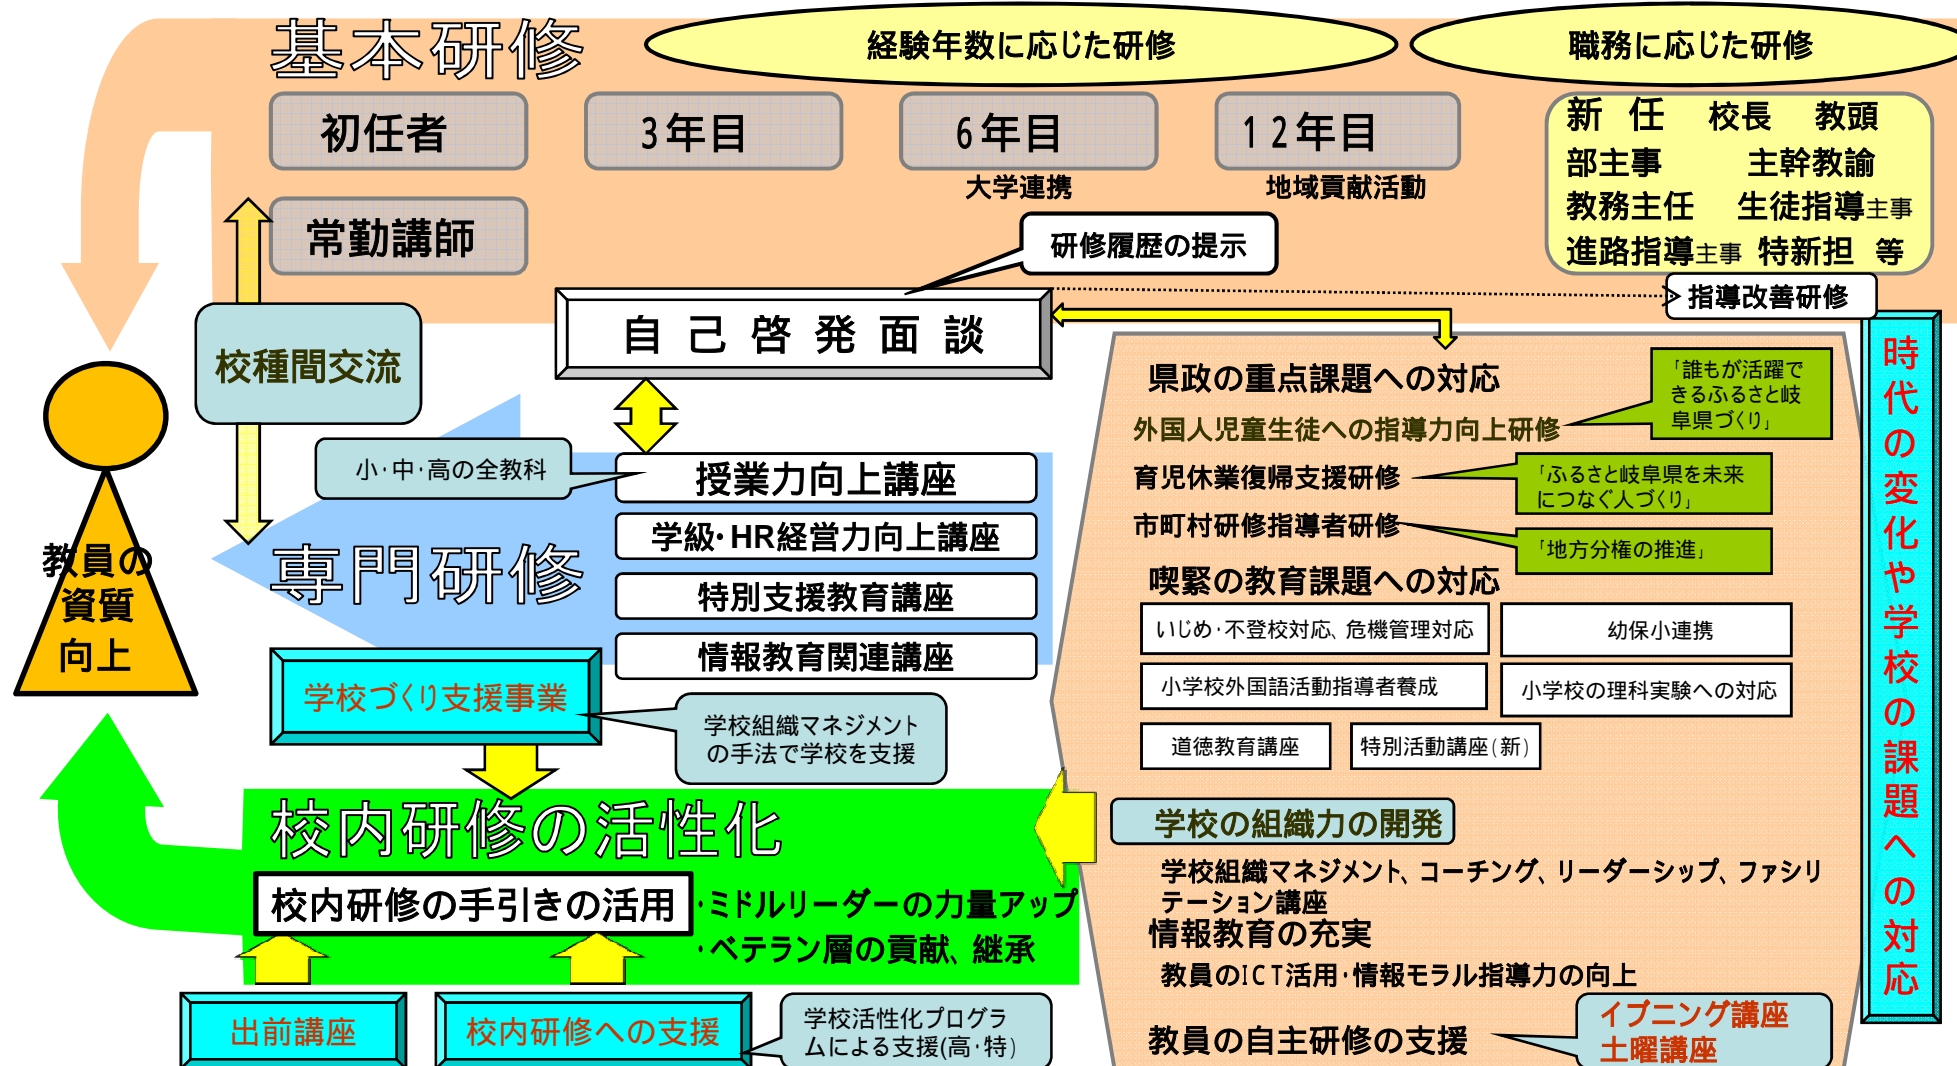 基本研修
経験年数に応じた研修
職務に応じた研修
初任者
3年目
6年目
12年目
大学連携
地域貢献活動
新 任 校長 教頭
部主事 主幹教諭
教務主任 生徒指導主事
進路指導主事 特新担 等
常勤講師
研修履歴の提示
指導改善研修
自己啓発面談
校種間交流
時代の変化や学校の課題への対応
県政の重点課題への対応
「誰もが活躍で
きるふるさと岐
阜県づくり」
外国人児童生徒への指導力向上研修
育児休業復帰支援研修
「ふるさと岐阜県を未来
につなぐ人づくり」
市町村研修指導者研修
「地方分権の推進」
小・中・高の全教科
授業力向上講座
学級・HR経営力向上講座
専門研修
特別支援教育講座
情報教育関連講座
教員の
資質
向上
喫緊の教育課題への対応
いじめ・不登校対応、危機管理対応
幼保小連携
小学校外国語活動指導者養成
小学校の理科実験への対応
道徳教育講座
特別活動講座(新)
学校づくり支援事業
学校組織マネジメント
の手法で学校を支援
校内研修の活性化
校内研修の手引きの活用
・ミドルリーダーの力量アップ
・ベテラン層の貢献、継承
学校の組織力の開発
学校組織マネジメント、コーチング、リーダーシップ、ファシリ
テーション講座
情報教育の充実
教員のICT活用・情報モラル指導力の向上
教員の自主研修の支援
イブニング講座
土曜講座
出前講座
校内研修への支援
学校活性化プログラ
ムによる支援(高・特)